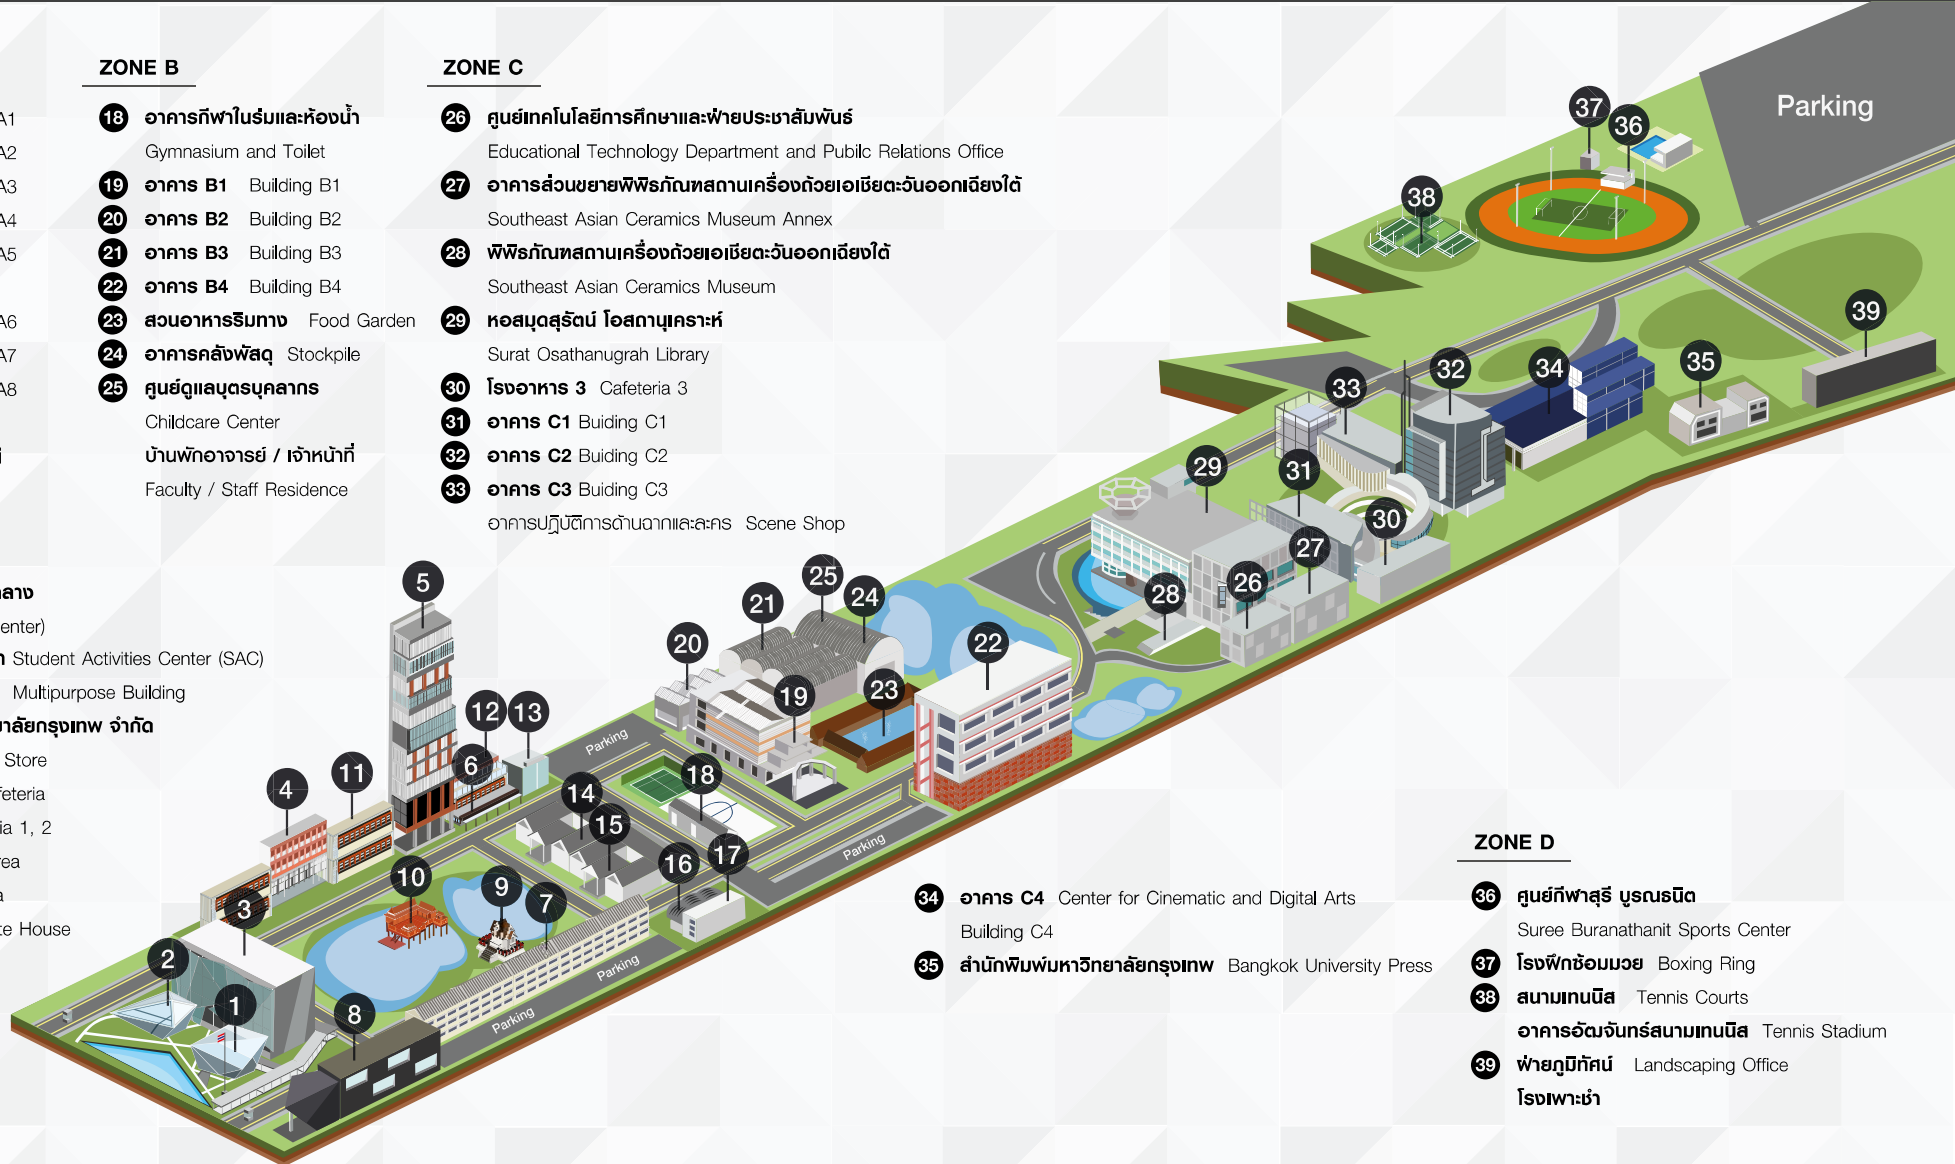 A1
A2
A3
A4
A5
A6
A7
A8
enter)
Student Activities Center (SAC)
Multipurpose Building
Store
ia 1, 2
House
ZONE B
18 อาคารกีฬาในร่มและห้องน้ำ
Gymnasium and Toilet
19 อาคาร B1 Building B1
20 อาคาร B2 Building B2
21 อาคาร B3 Building B3
22 อาคาร B4 Building B4
23 สวนอาหารริมทาง Food Garden
24 อาคารคลังพัสดุ Stockpile
25 ศูนย์ดูแลบุตรบุคลากร
Childcare Center
บ้านพักอาจารย์ / เจ้าหน้าที่
Faculty / Staff Residence
ZONE C
26 ศูนย์เทคโนโลยีการศึกษาและฝ่ายประชาสัมพันธ์
Educational Technology Department and Pubilc Relations Office
27 อาคารส่วนขยายพิพิธภัณฑสถานเครื่องถ้วยเอเชียตะวันออกเฉียงใต้
Southeast Asian Ceramics Museum Annex
28 พิพิธภัณฑสถานเครื่องถ้วยเอเชียตะวันออกเฉียงใต้
Southeast Asian Ceramics Museum
29 หอสมุดสุรัตน์ โอสถานุเคราะห์
Surat Osathanugrah Library
30 โรงอาหาร 3 Cafeteria 3
31 อาคาร C1 Buiding C1
32 อาคาร C2 Buiding C2
33 อาคาร C3 Buiding C3
อาคารปฏิบัติการด้านฉากและละคร Scene Shop
34 อาคาร C4 Center for Cinematic and Digital Arts
Building C4
35 สำนักพิมพ์มหาวิทยาลัยกรุงเทพ Bangkok University Press
ZONE D
36 ศูนย์กีฬาสุรี บูรณธนิต
Suree Buranathanit Sports Center
37 โรงฝึกซ้อมมวย Boxing Ring
38 สนามเทนนิส Tennis Courts
อาคารอัฒจันทร์สนามเทนนิส Tennis Stadium
39 ฝ่ายภูมิทัศน์ Landscaping Office
โรงเพาะชำ
Parking
37
36
38
39
35
34
32
33
31
29
30
27
26
28
25
24
21
20
22
23
19
5
12
13
6
Parking
18
14
15
11
4
Parking
17
16
10
9
7
3
Parking
2
1
8
Parking